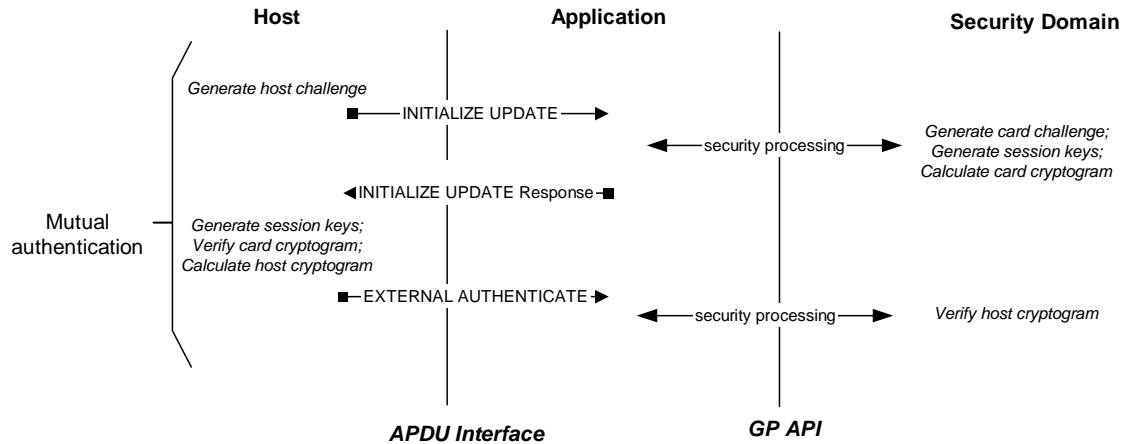 Host
Application
Security Domain
Generate host challenge
INITIALIZE UPDATE
security processing
Generate card challenge;
Generate session keys;
Calculate card cryptogram
INITIALIZE UPDATE Response
Mutual
authentication
Generate session keys;
Verify card cryptogram;
Calculate host cryptogram
EXTERNAL AUTHENTICATE
security processing
Verify host cryptogram
APDU Interface
GP API